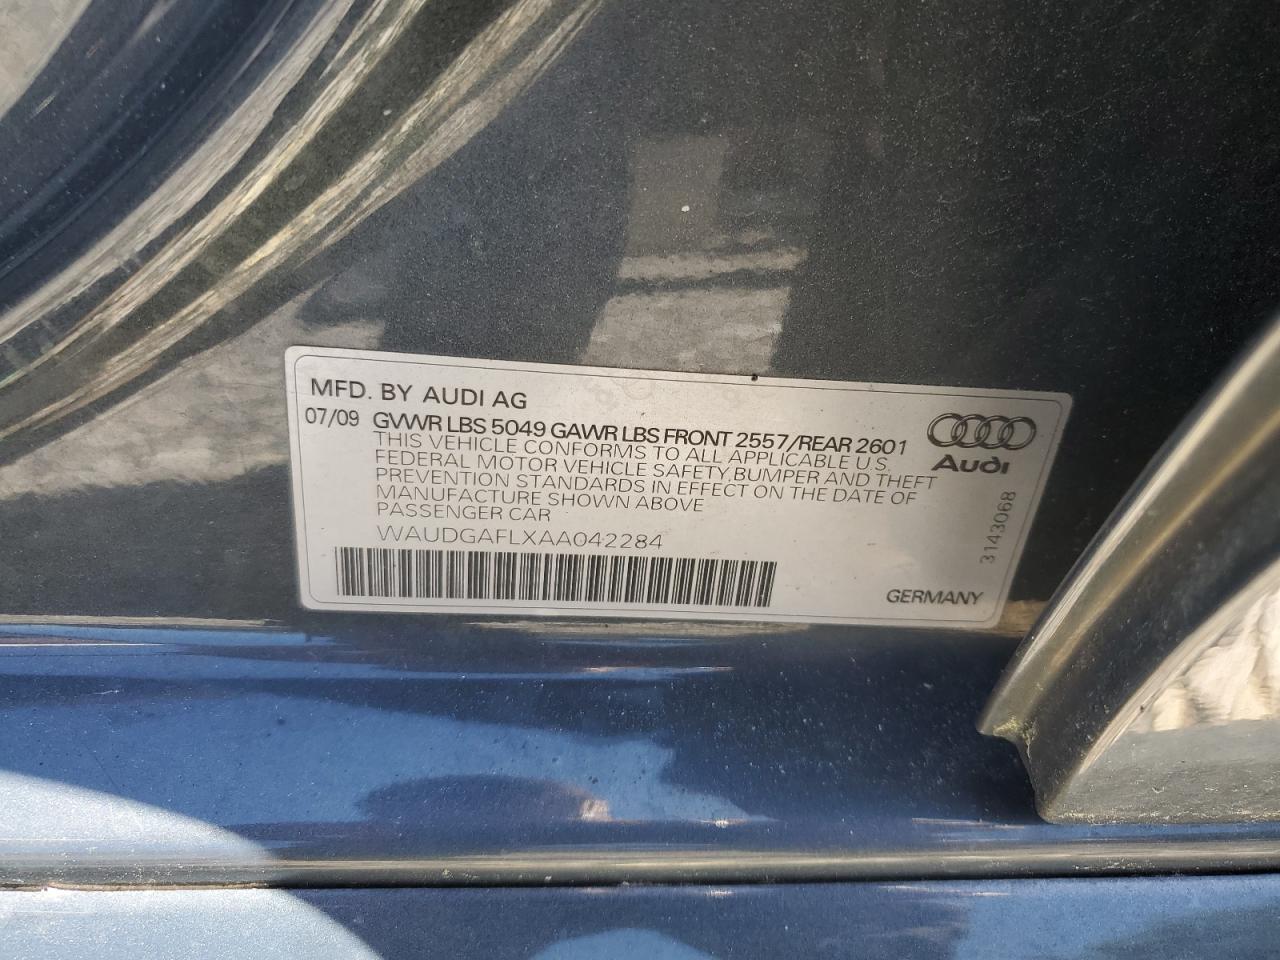 MFD. BY AUDI AG
07/09 GVWR LBS 5049 GAWR LBS FRONT 2557/REAR 2601
THIS VEHICLE CONFORMS TO ALL APPLICABLE U.S.
FEDERAL MOTOR VEHICLE SAFETY, BUMPER AND THEFT
PREVENTION STANDARDS IN EFFECT ON THE DATE OF
MANUFACTURE SHOWN ABOVE
PASSENGER CAR
WAUDGAFLXAA042284
Audi
3143068
GERMANY